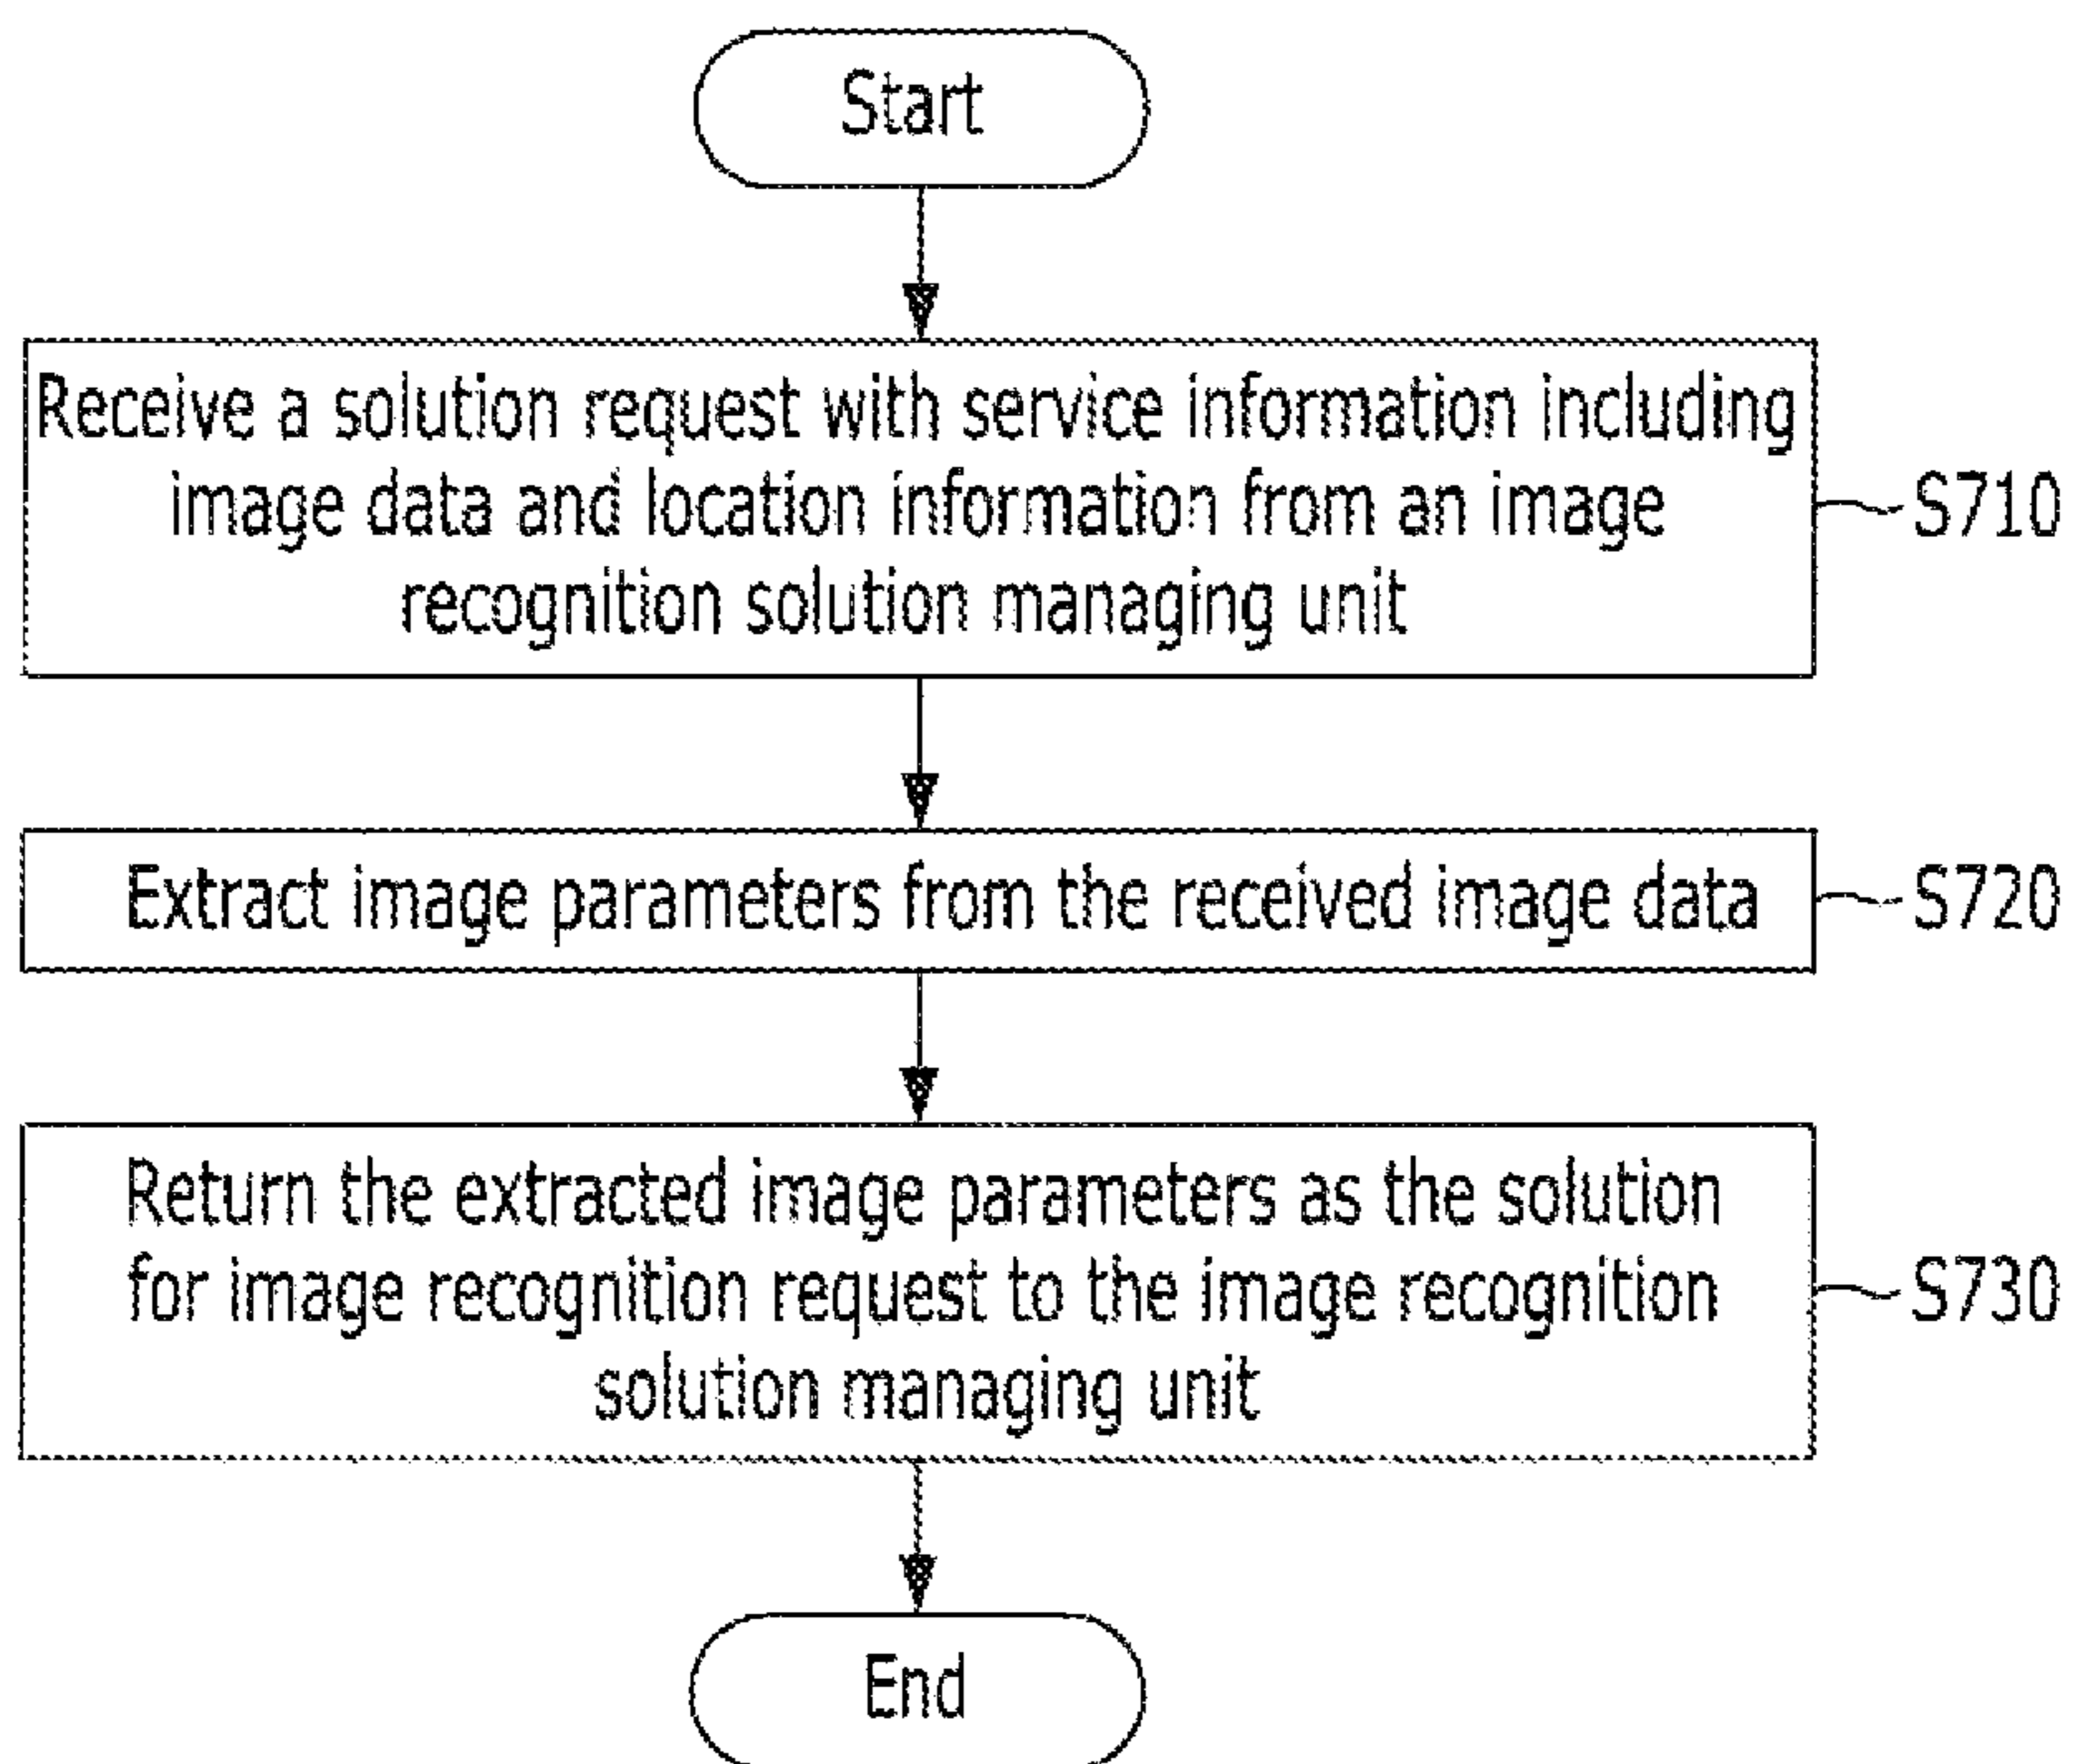 Start
Receive a solution request with service information including
image data and location information from an image
recognition solution managing unit
S710
Extract image parameters from the received image data
S720
Return the extracted image parameters as the solution
for image recognition request to the image recognition
solution managing unit
S730
End